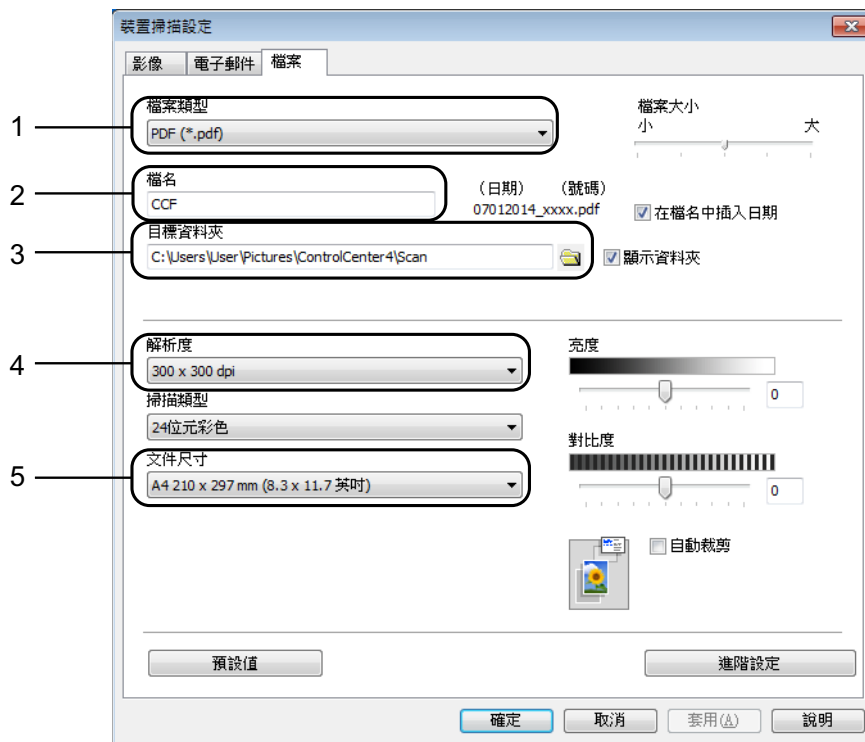 裝置掃描設定
影像 電子郵件 檔案
1
檔案類型
PDF (*.pdf)
檔案大小
小 大
2
檔名
CCF
(日期) (號碼)
07012014_xxxx.pdf
在檔名中插入日期
3
目標資料夾
C:\Users\User\Pictures\ControlCenter4\Scan
顯示資料夾
4
解析度
300 x 300 dpi
亮度
0
掃描類型
24位元彩色
對比度
0
5
文件尺寸
A4 210 x 297 mm (8.3 x 11.7 英吋)
自動裁剪
預設值 進階設定
確定 取消 套用(A) 說明